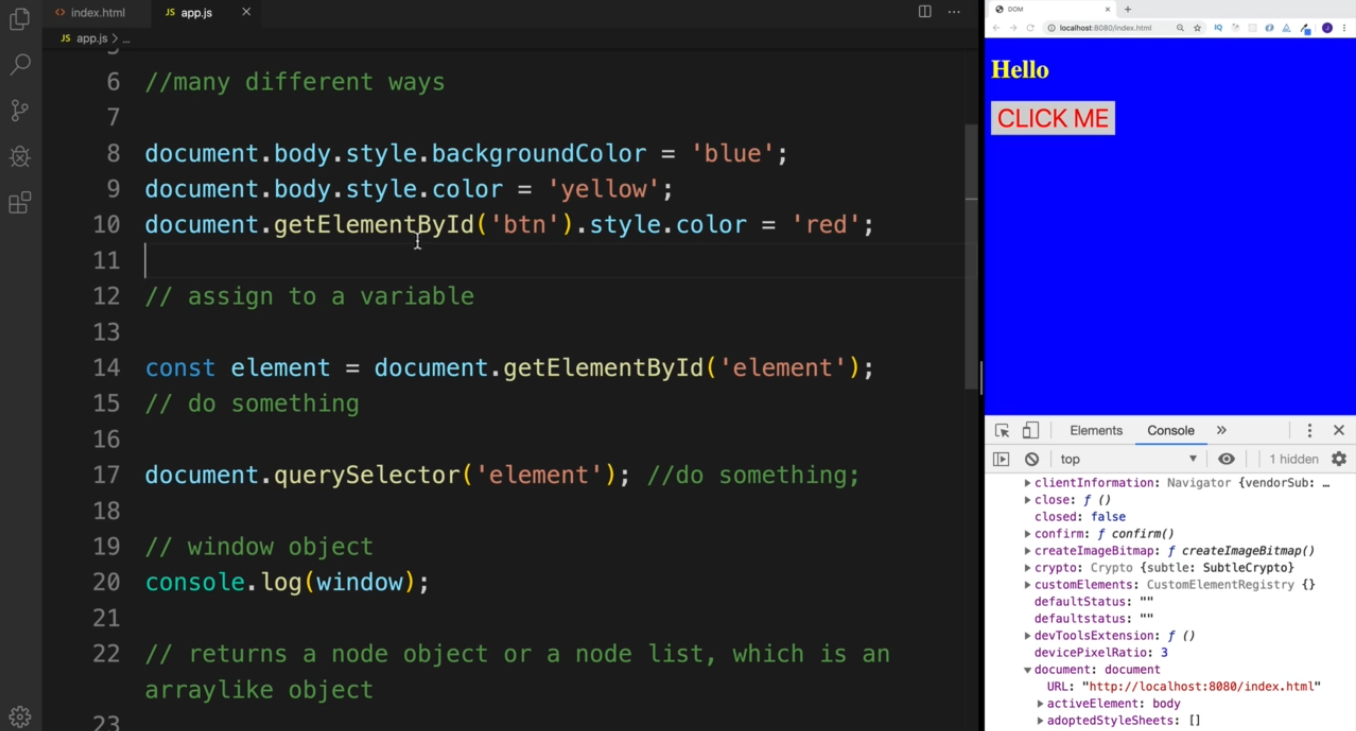 index.html
JS app.js
JS app.js > ...
6 //many different ways
7
8 document.body.style.backgroundColor = 'blue';
9 document.body.style.color = 'yellow';
10 document.getElementById('btn').style.color = 'red';
11
12 // assign to a variable
13
14 const element = document.getElementById('element');
15 // do something
16
17 document.querySelector('element'); //do something;
18
19 // window object
20 console.log(window);
21
22 // returns a node object or a node list, which is an
arraylike object
23
DOM
localhost:8080/index.html
Hello
CLICK ME
Elements Console
top 1 hidden
clientInformation: Navigator {vendorSub: …
close: ƒ ()
closed: false
confirm: ƒ confirm()
createImageBitmap: ƒ createImageBitmap()
crypto: Crypto {subtle: SubtleCrypto}
customElements: CustomElementRegistry {}
defaultStatus: ""
defaultstatus: ""
devToolsExtension: ƒ ()
devicePixelRatio: 3
document: document
URL: "http://localhost:8080/index.html"
activeElement: body
adoptedStyleSheets: []